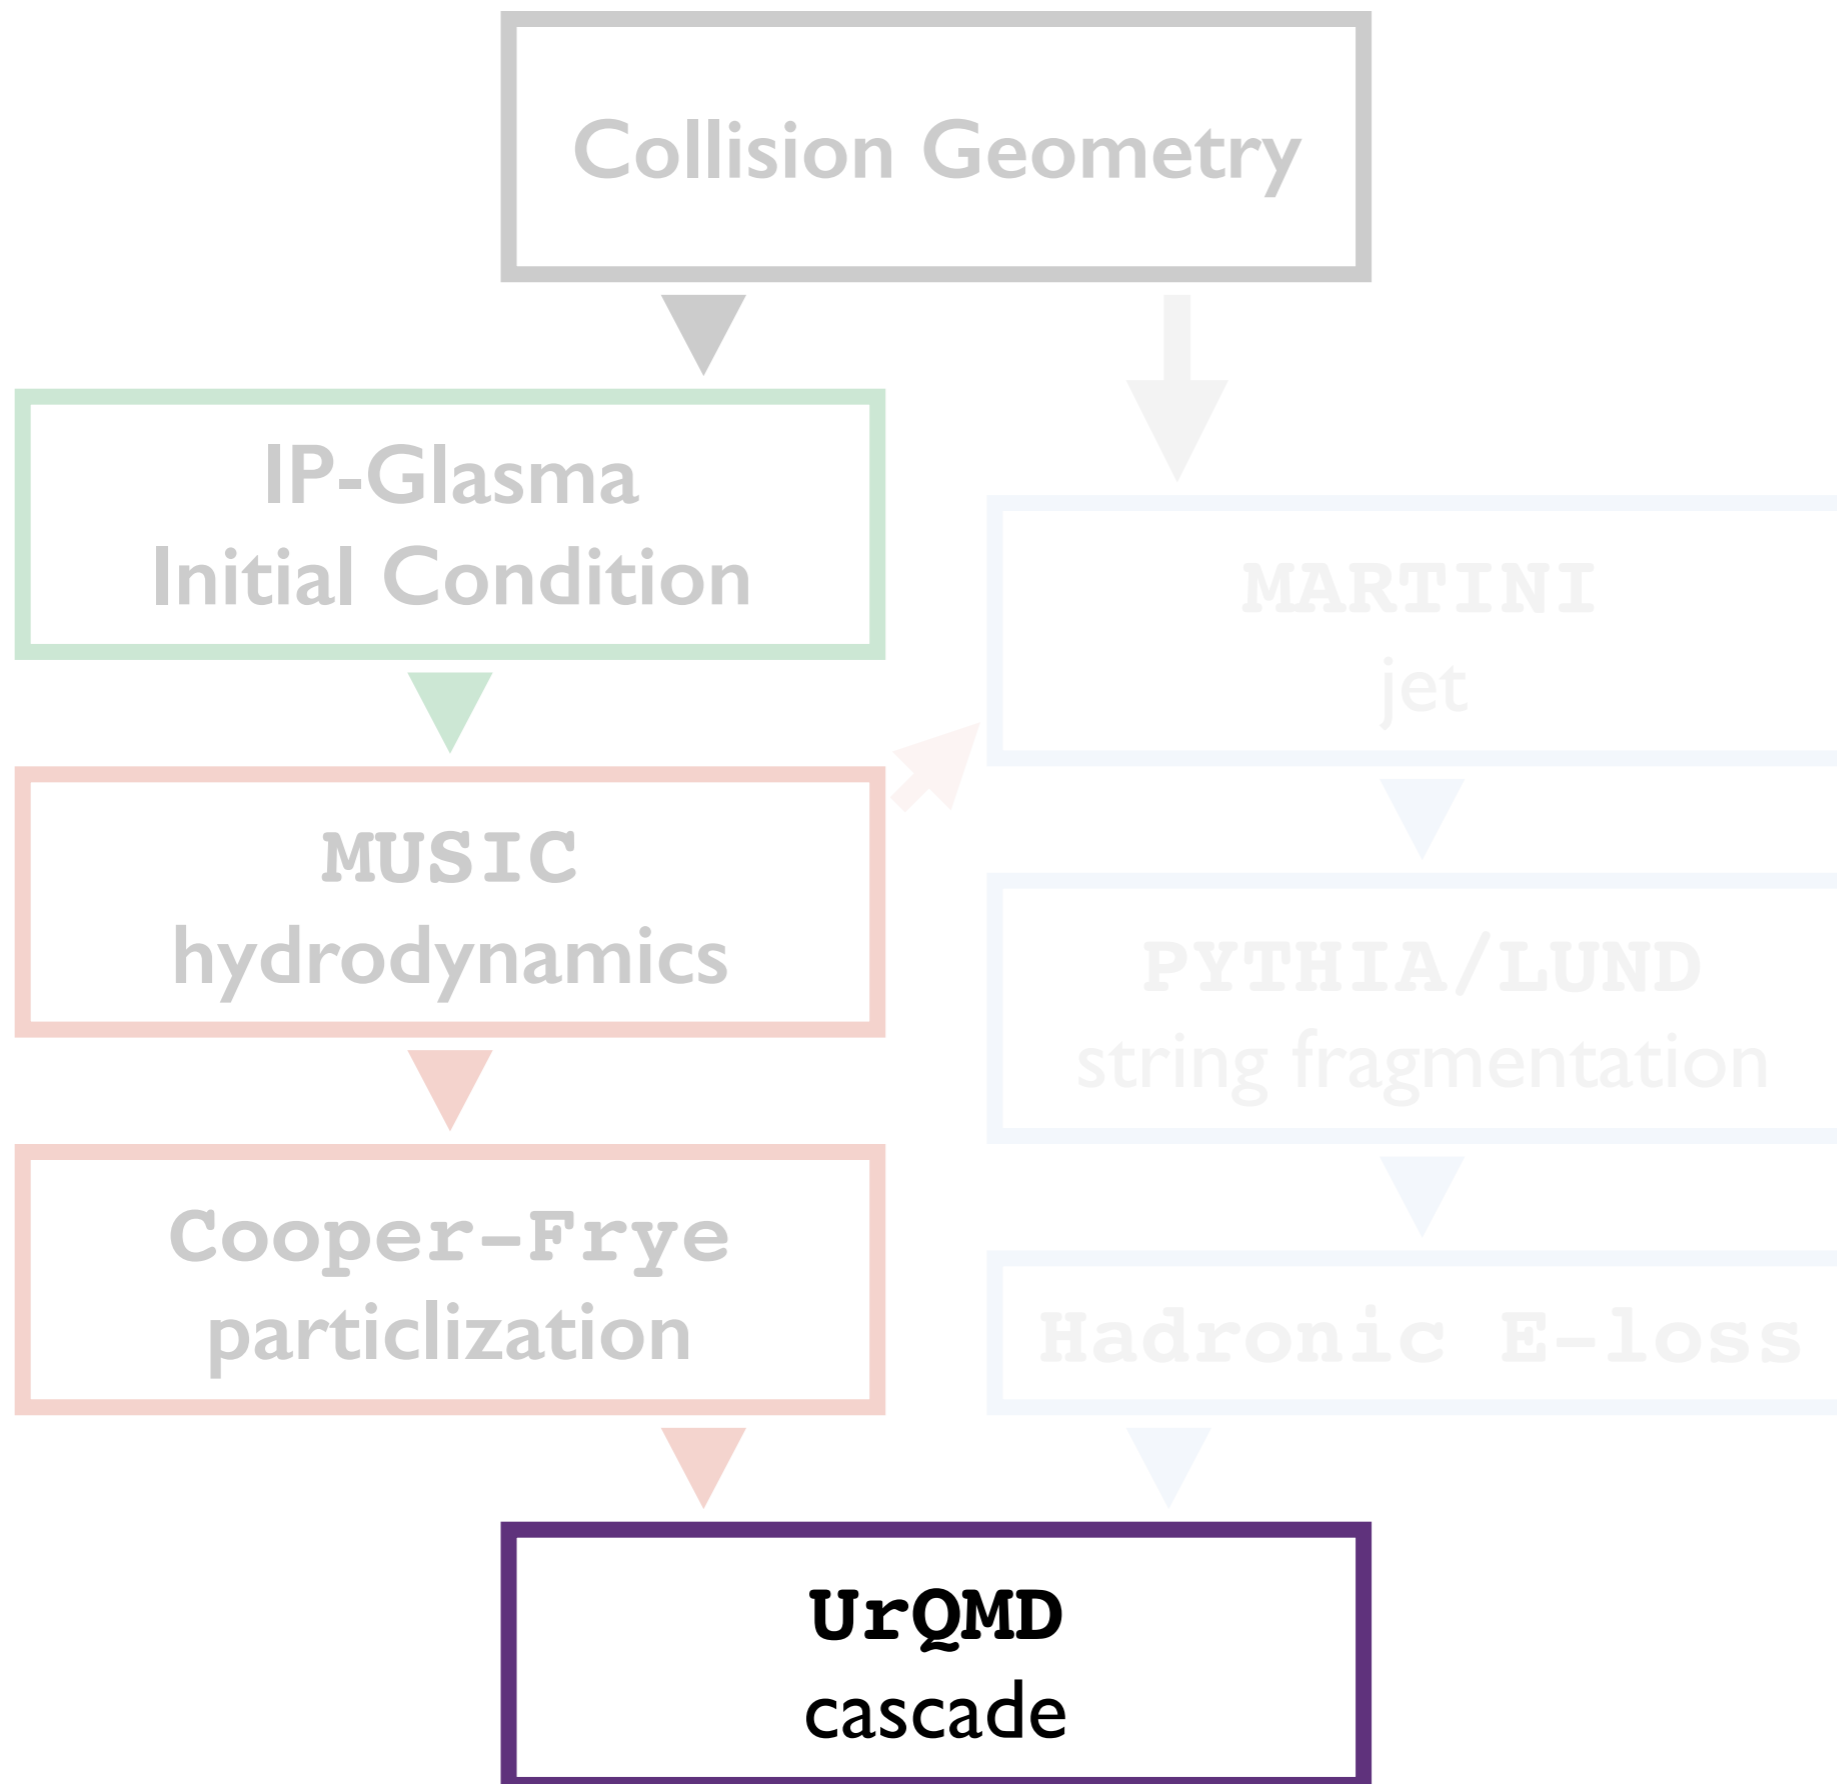 Collision Geometry
IP-Glasma
Initial Condition
MUSIC
hydrodynamics
Cooper-Frye
particlization
MARTINI
jet
PYTHIA/LUND
string fragmentation
Hadronic E-loss
UrQMD
cascade